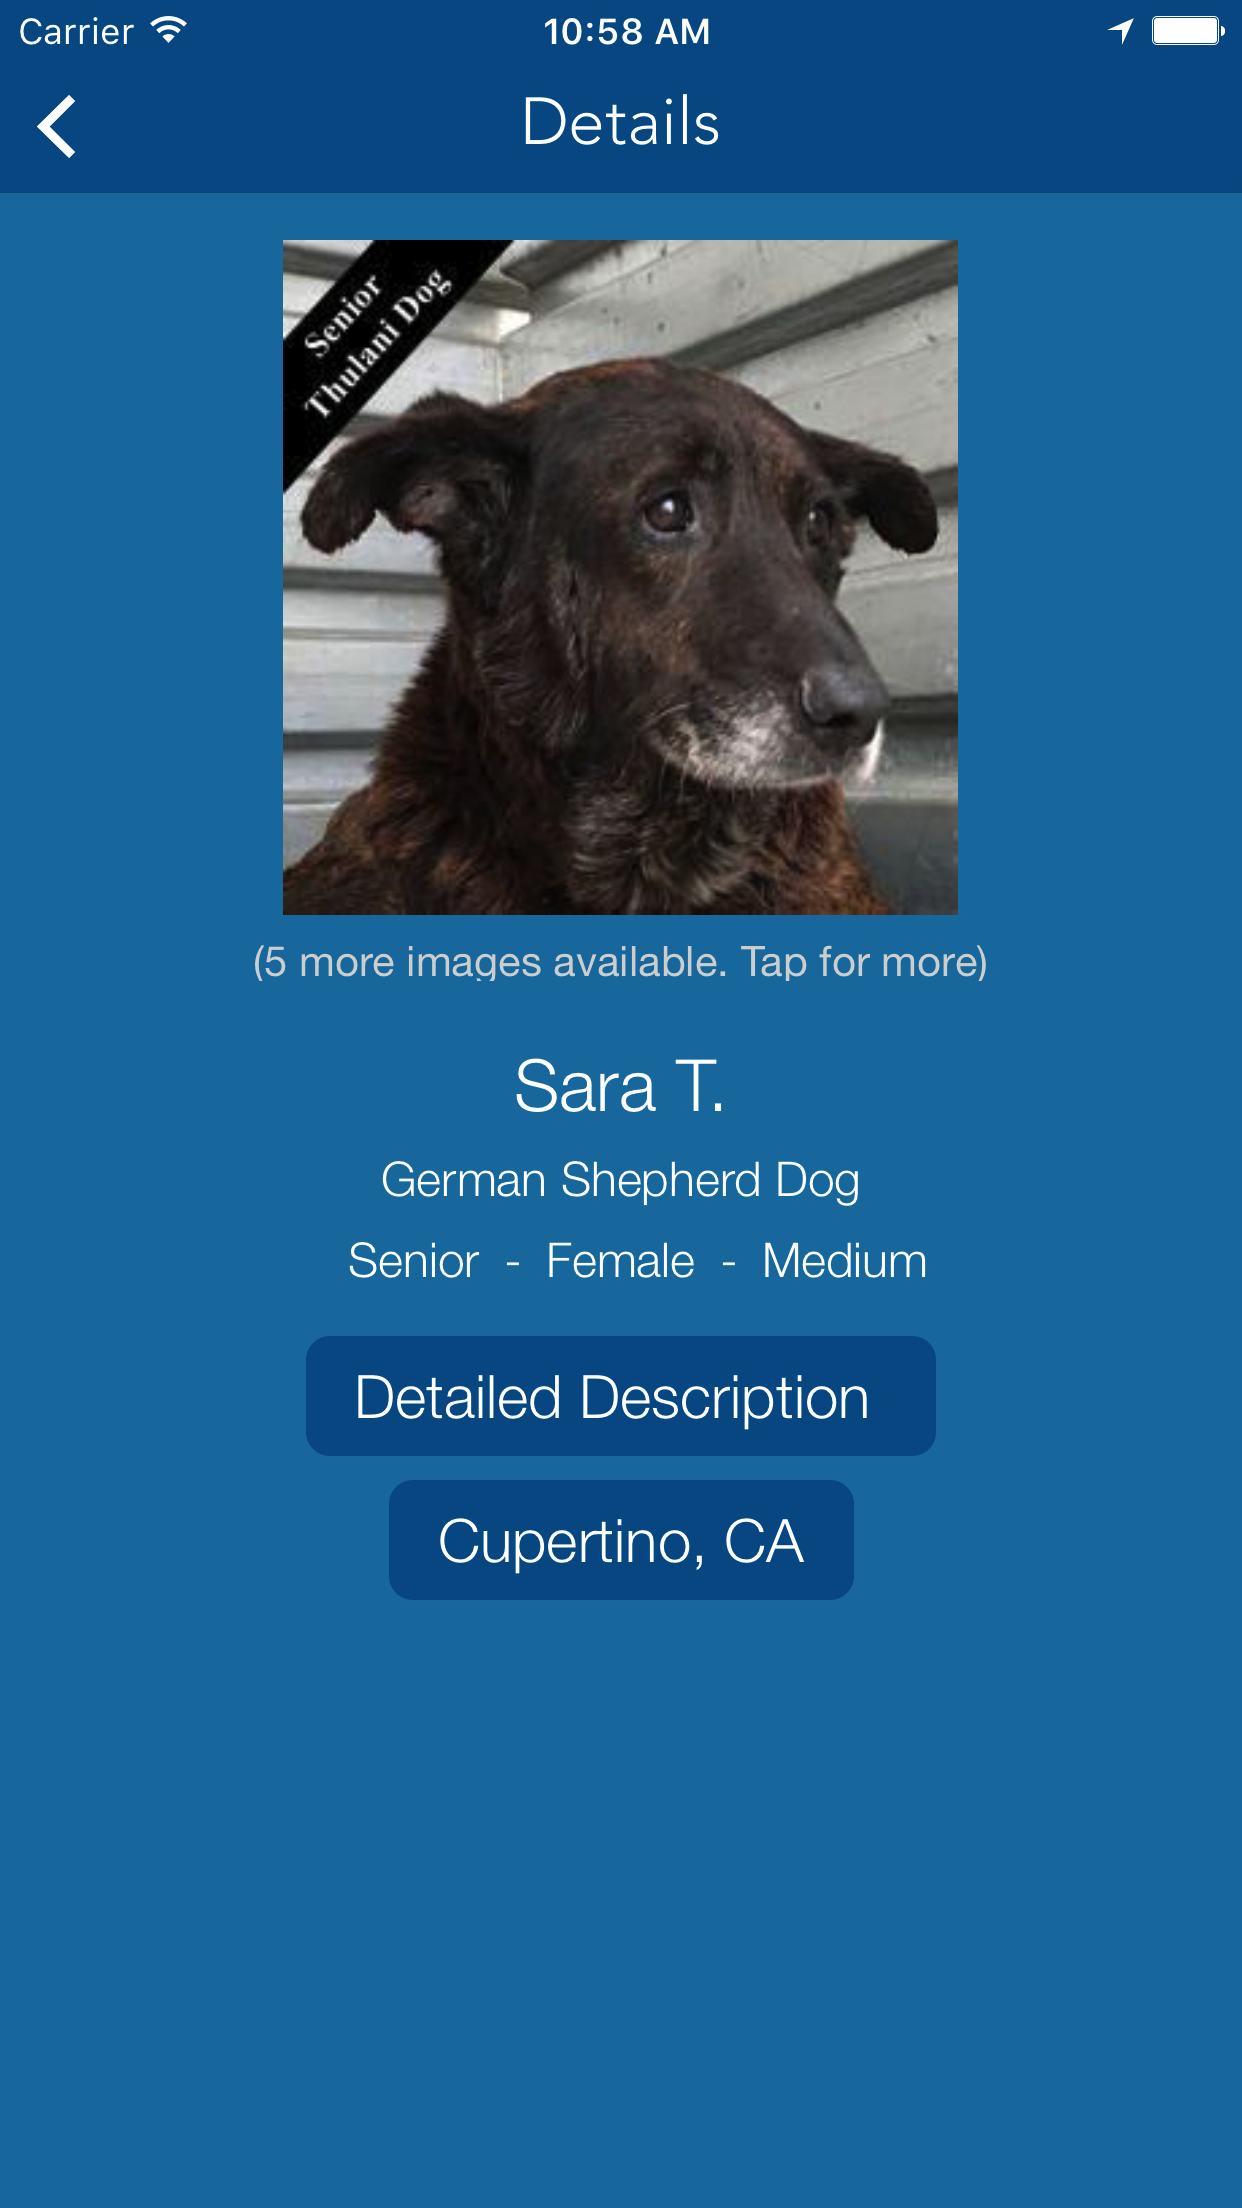 Carrier
10:58 AM
Details
Senior
Thulani Dog
(5 more images available. Tap for more)
Sara T.
German Shepherd Dog
Senior - Female - Medium
Detailed Description
Cupertino, CA